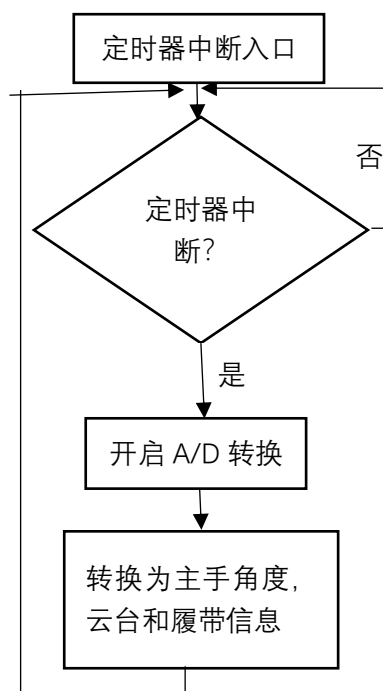 定时器中断入口
否
定时器中
断？
是
开启 A/D 转换
转换为主手角度，
云台和履带信息